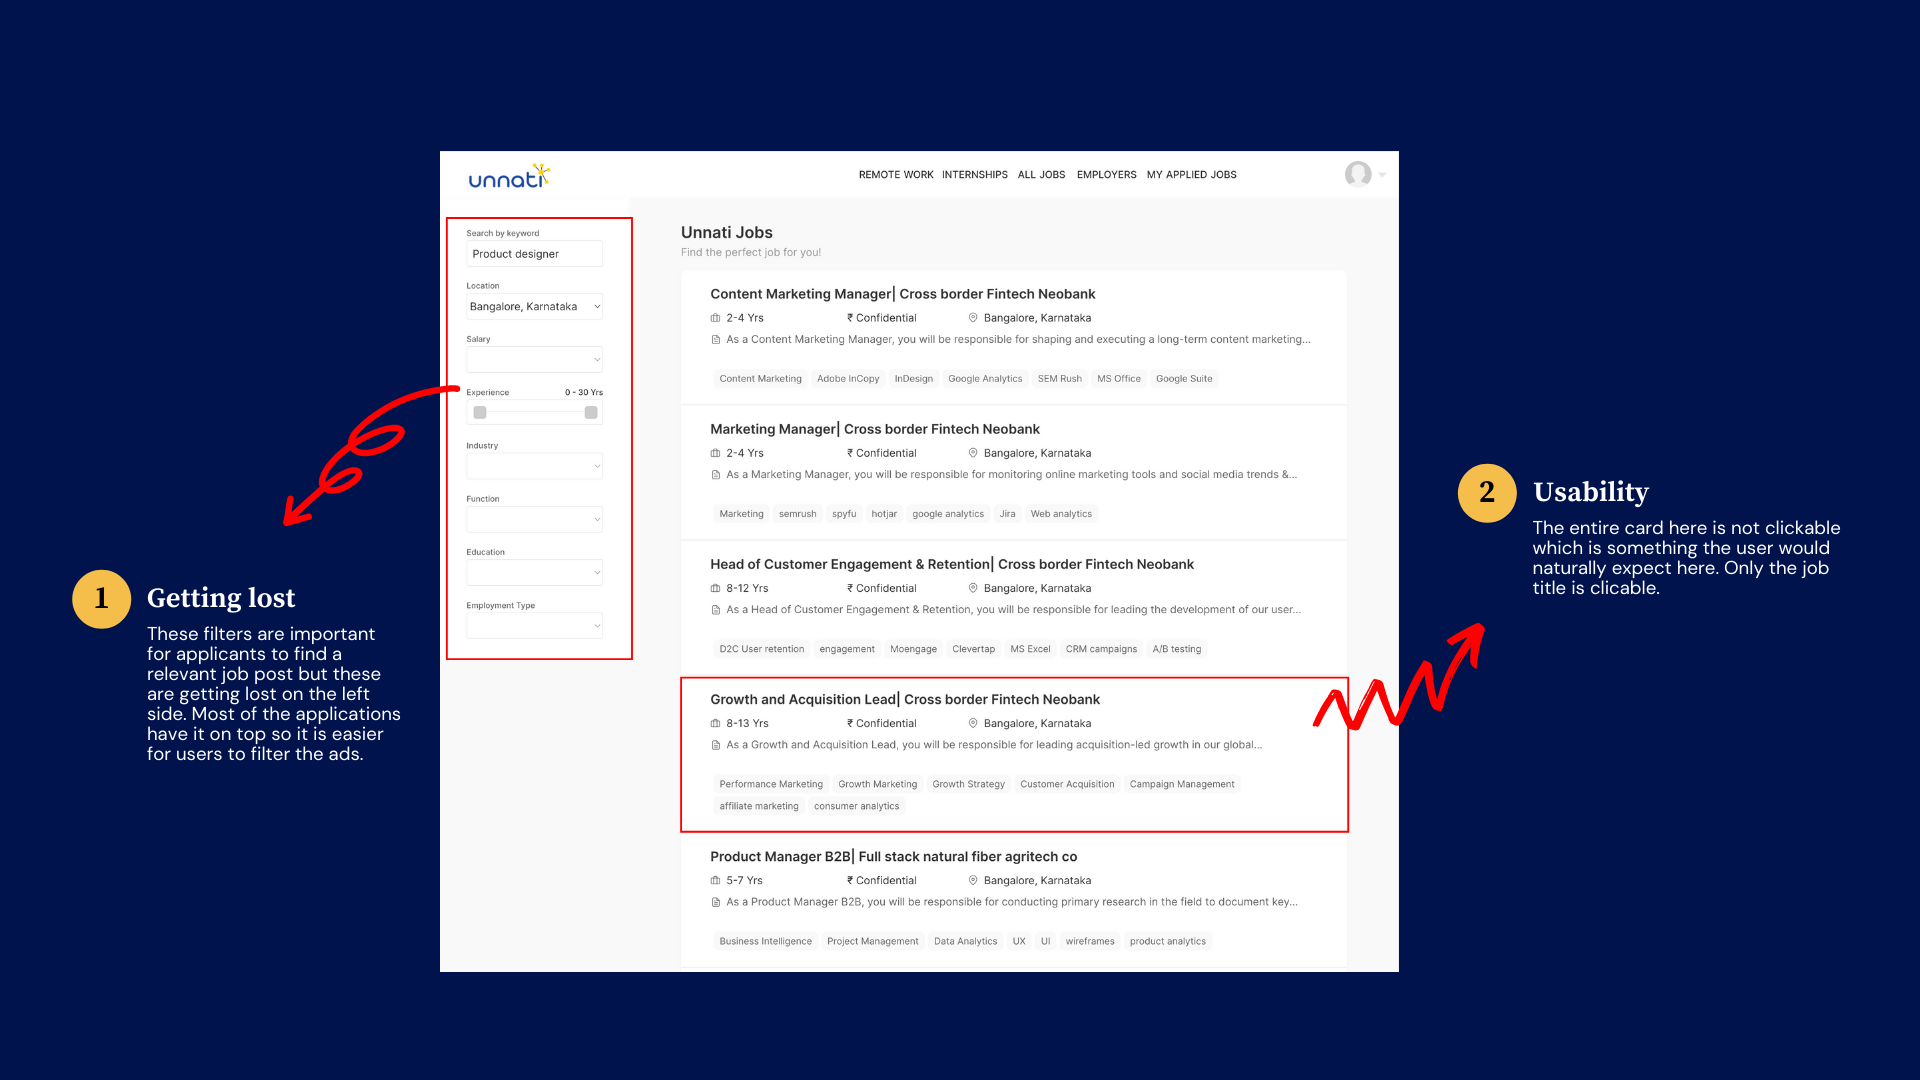 unnati
REMOTE WORK INTERNSHIPS ALL JOBS EMPLOYERS MY APPLIED JOBS
Search by keyword
Product designer
Location
Bangalore, Karnataka
Salary
Experience 0 - 30 Yrs
Industry
Function
Education
Employment Type
Unnati Jobs
Find the perfect job for you!
Content Marketing Manager| Cross border Fintech Neobank
2-4 Yrs ₹ Confidential Bangalore, Karnataka
As a Content Marketing Manager, you will be responsible for shaping and executing a long-term content marketing...
Content Marketing Adobe InCopy InDesign Google Analytics SEM Rush MS Office Google Suite
Marketing Manager| Cross border Fintech Neobank
2-4 Yrs ₹ Confidential Bangalore, Karnataka
As a Marketing Manager, you will be responsible for monitoring online marketing tools and social media trends &...
Marketing semrush spyfu hotjar google analytics Jira Web analytics
Head of Customer Engagement & Retention| Cross border Fintech Neobank
8-12 Yrs ₹ Confidential Bangalore, Karnataka
As a Head of Customer Engagement & Retention, you will be responsible for leading the development of our user...
D2C User retention engagement Moengage Clevertap MS Excel CRM campaigns A/B testing
Growth and Acquisition Lead| Cross border Fintech Neobank
8-13 Yrs ₹ Confidential Bangalore, Karnataka
As a Growth and Acquisition Lead, you will be responsible for leading acquisition-led growth in our global...
Performance Marketing Growth Marketing Growth Strategy Customer Acquisition Campaign Management
affiliate marketing consumer analytics
Product Manager B2B| Full stack natural fiber agritech co
5-7 Yrs ₹ Confidential Bangalore, Karnataka
As a Product Manager B2B, you will be responsible for conducting primary research in the field to document key...
Business Intelligence Project Management Data Analytics UX UI wireframes product analytics
1 Getting lost
These filters are important
for applicants to find a
relevant job post but these
are getting lost on the left
side. Most of the applications
have it on top so it is easier
for users to filter the ads.
2 Usability
The entire card here is not clickable
which is something the user would
naturally expect here. Only the job
title is clicable.